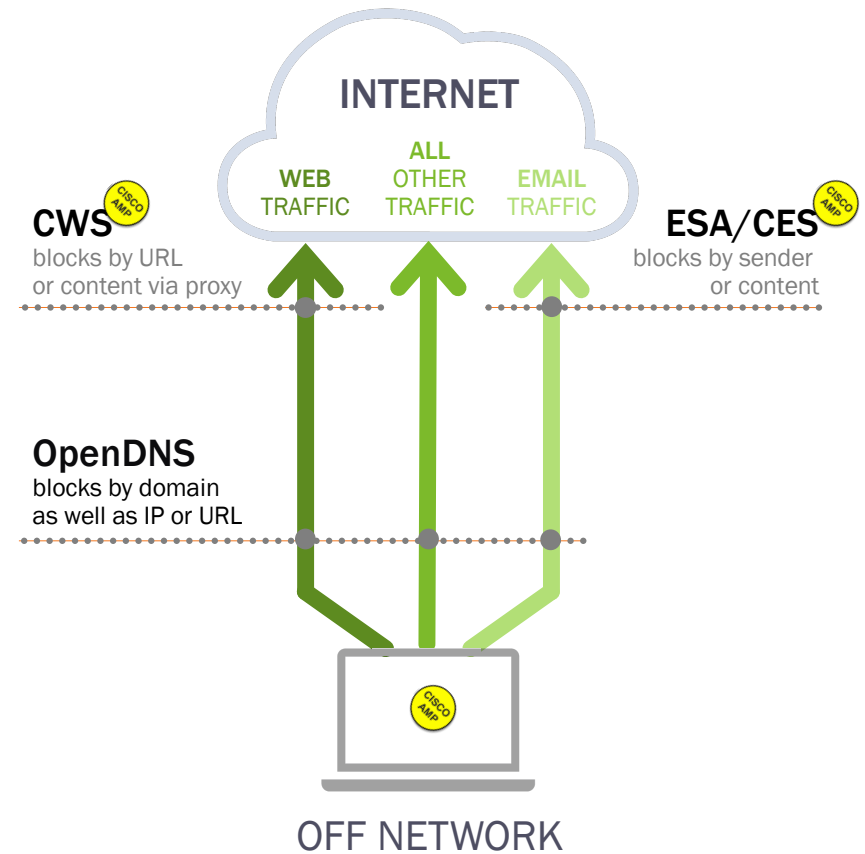 INTERNET
WEB
TRAFFIC
ALL
OTHER
TRAFFIC
EMAIL
TRAFFIC
CWS
CISCO
AMP
blocks by URL
or content via proxy
ESA/CES
CISCO
AMP
blocks by sender
or content
OpenDNS
blocks by domain
as well as IP or URL
CISCO
AMP
OFF NETWORK